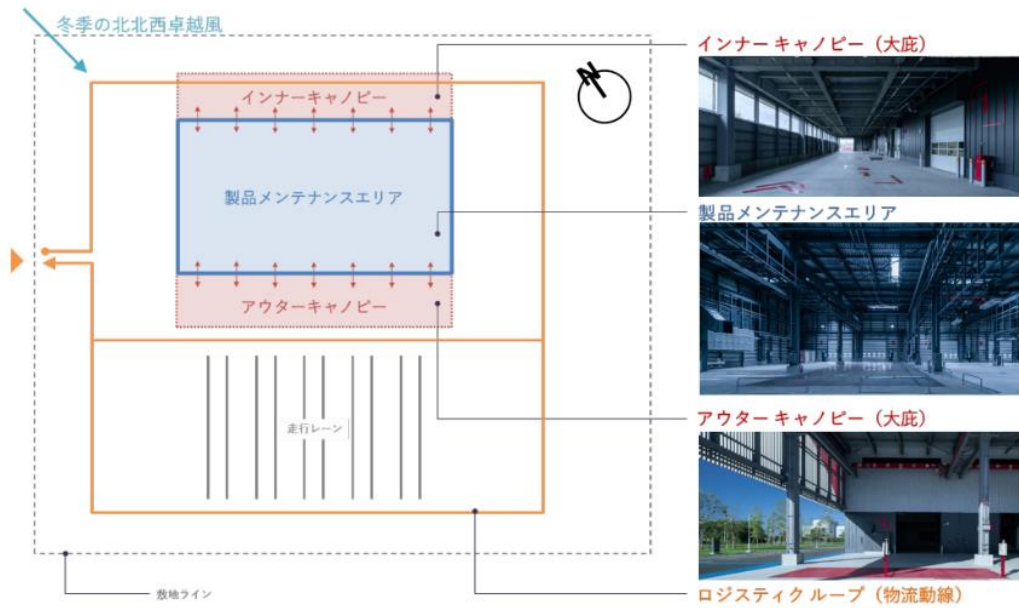 冬季の北北西卓越風
インナーキャノピー
製品メンテナンスエリア
アウターキャノピー
走行レーン
敷地ライン
N
インナー キャノピー（大庇）
製品メンテナンスエリア
アウター キャノピー（大庇）
ロジスティク ループ（物流動線）